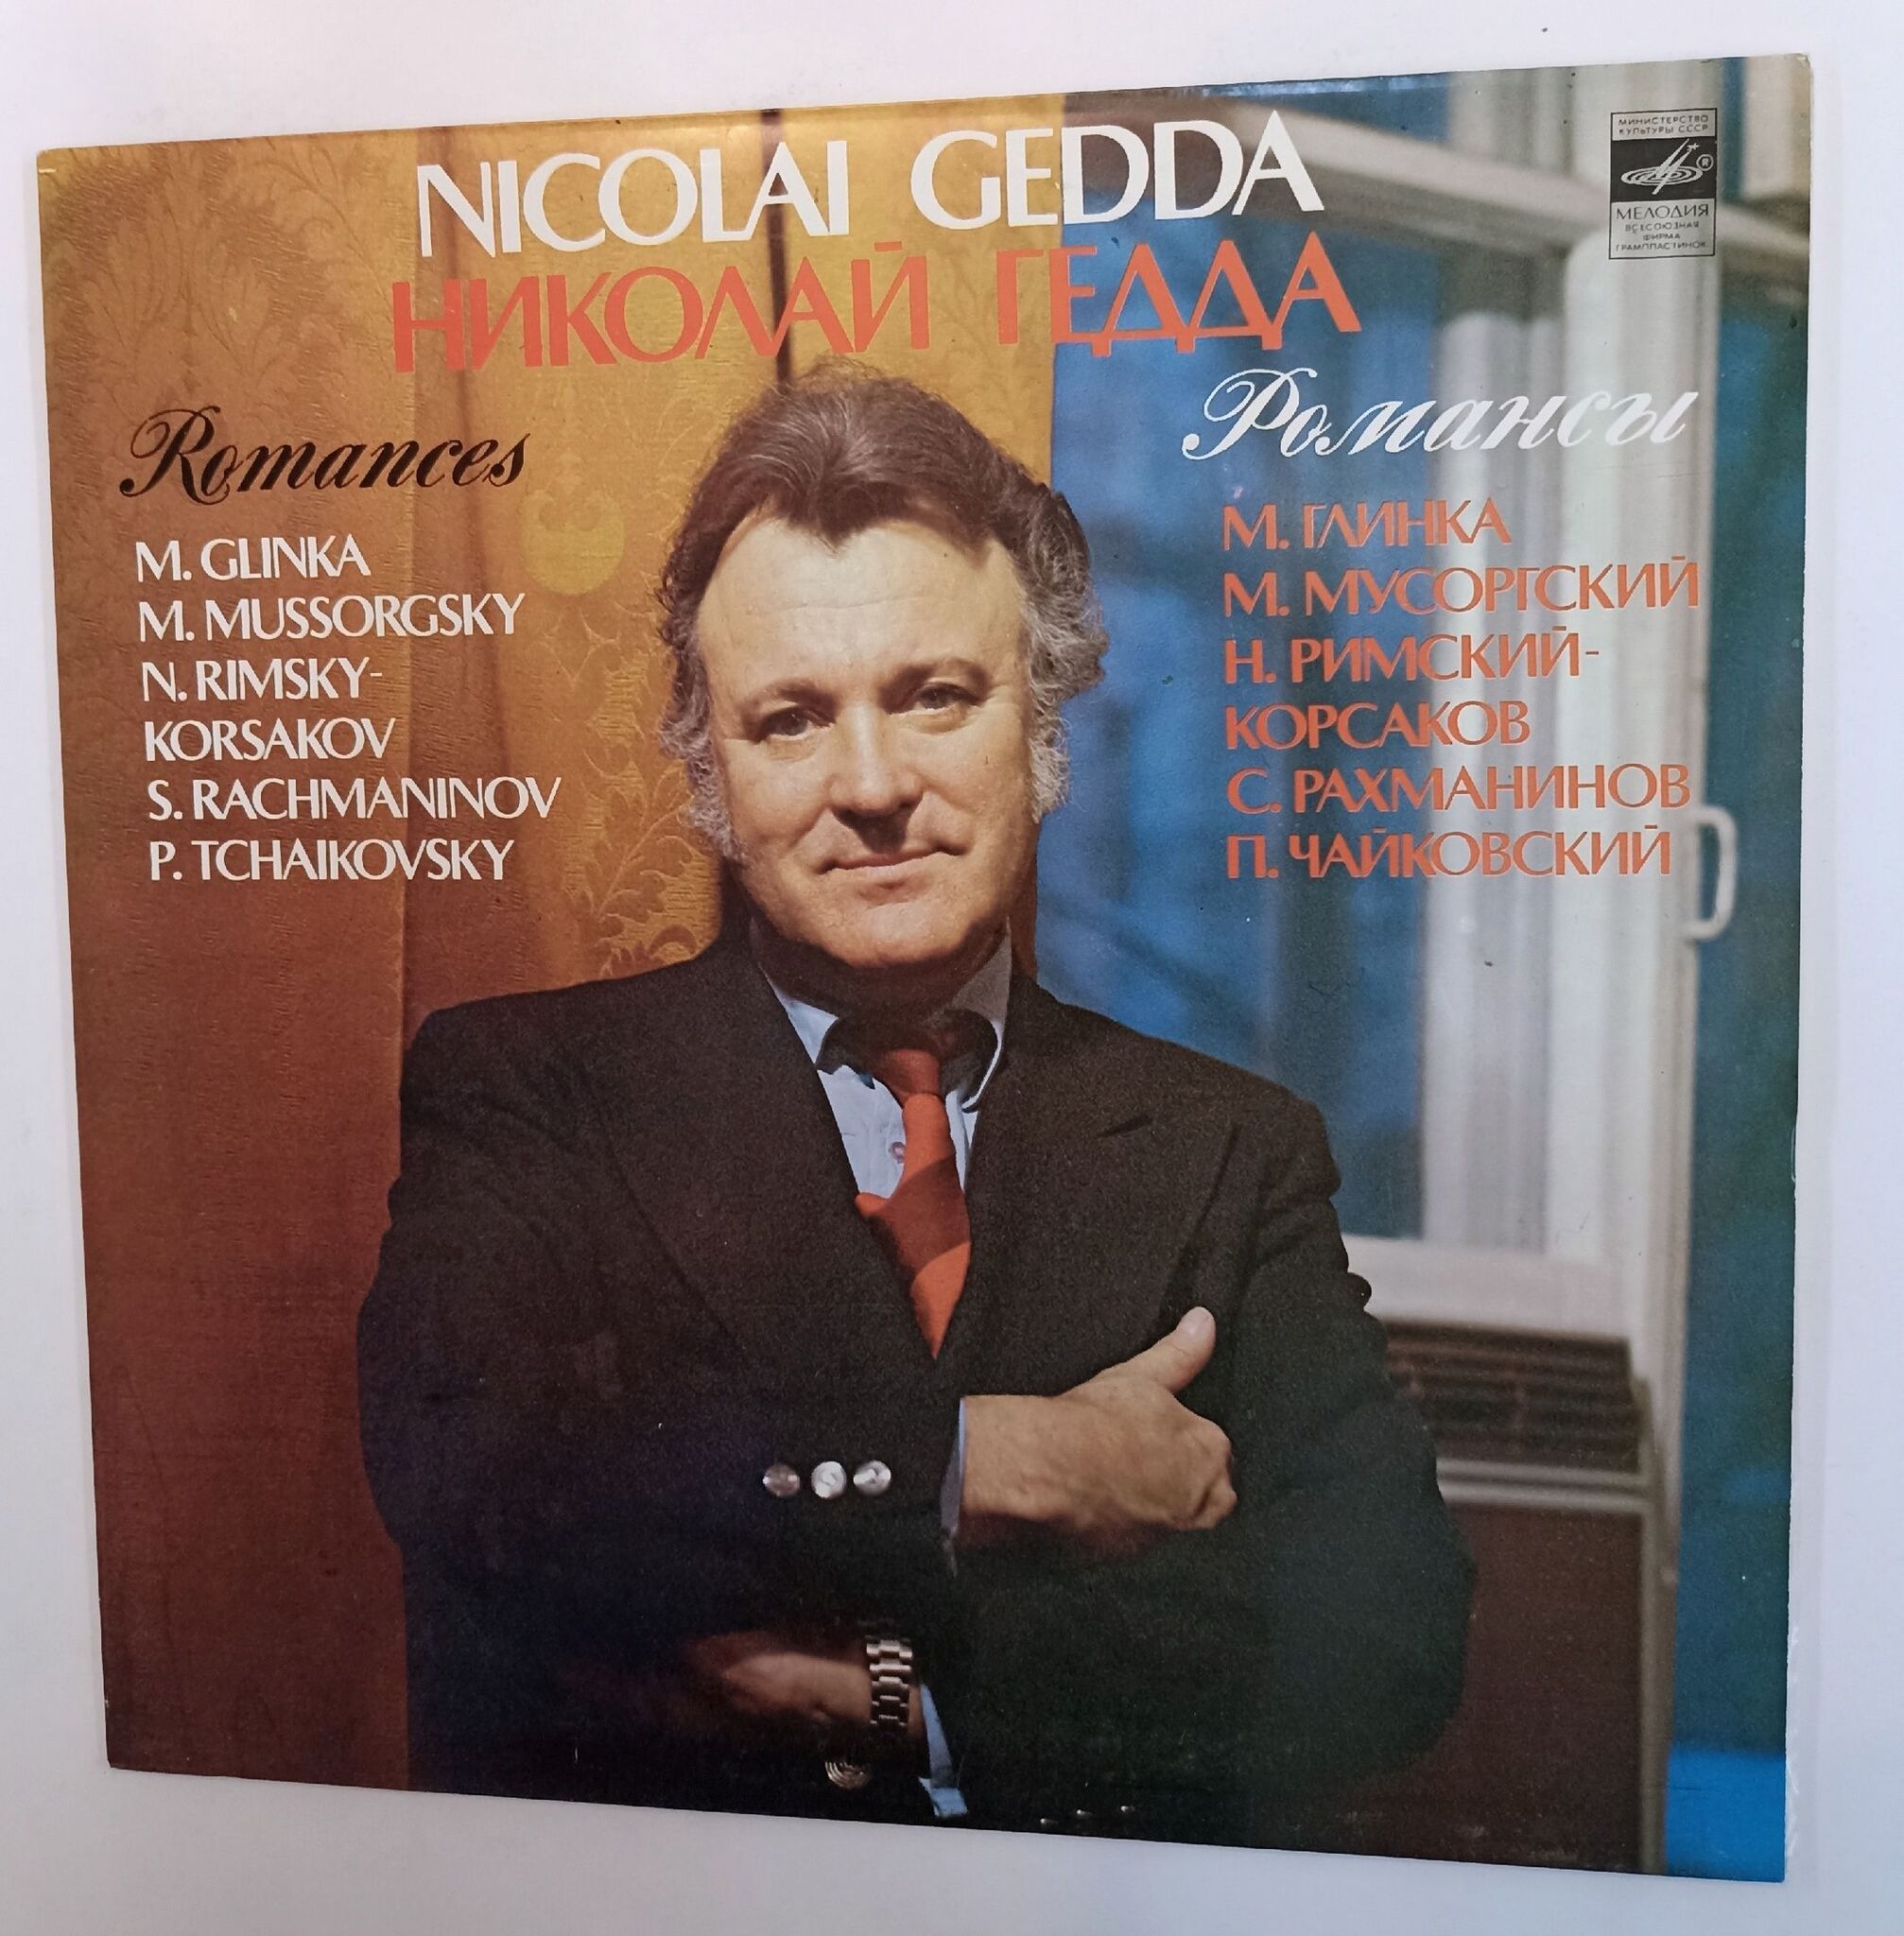 NICOLAI GEDDA
НИКОЛАЙ ГЕДДА
МИНИСТЕРСТВО
КУЛЬТУРЫ СССР
®
МЕЛОДИЯ
ВСЕСОЮЗНАЯ
ФИРМА
ГРАМПЛАСТИНОК
Romances
M. GLINKA
M. MUSSORGSKY
N. RIMSKY-
KORSAKOV
S. RACHMANINOV
P. TCHAIKOVSKY
Романсы
М. ГЛИНКА
М. МУСОРГСКИЙ
Н. РИМСКИЙ-
КОРСАКОВ
С. РАХМАНИНОВ
П. ЧАЙКОВСКИЙ